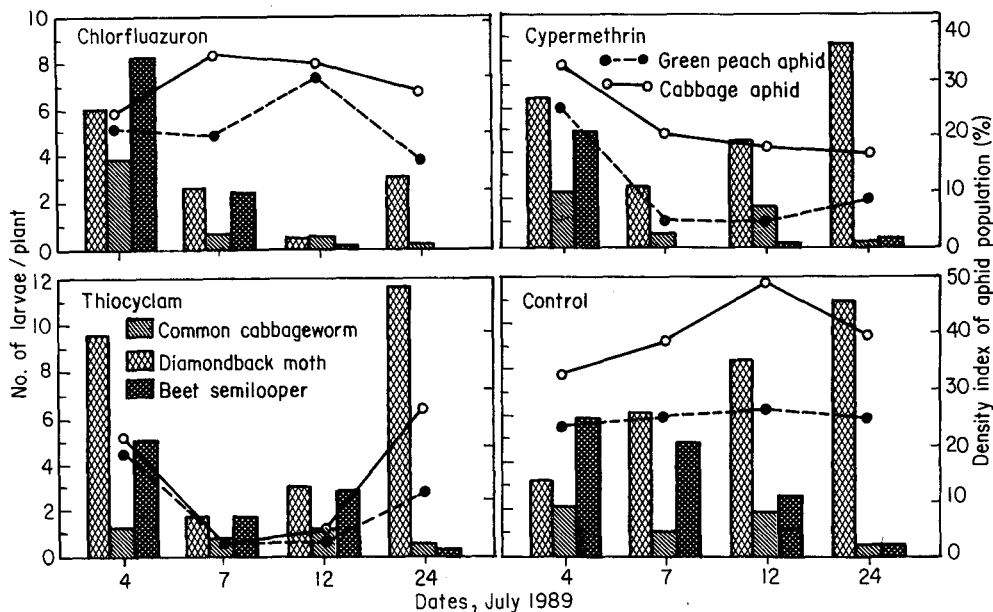 Chlorfluazuron
Cypermethrin
Green peach aphid
Cabbage aphid
10
8
6
4
2
0
40
30
20
10
0
Thiocyclam
Common cabbageworm
Diamondback moth
Beet semilooper
Control
12
10
8
6
4
2
0
50
40
30
20
10
0
4 7 12 24
4 7 12 24
No. of larvae / plant
Density index of aphid population (%)
Dates, July 1989